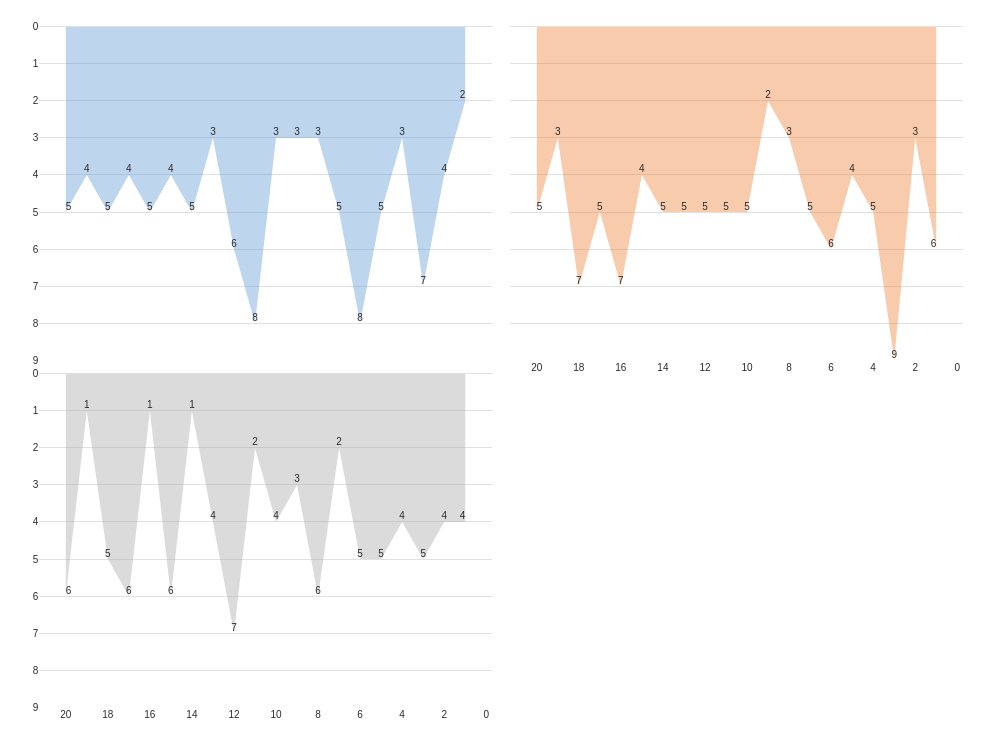 0
1
2 2 2
3 3 3 3 3 3 3 3 3
4 4 4 4 4 4 4
5 5 5 5 5 5 5 5 5 5 5 5 5 5 5 5
6 6 6 6
7 7 7 7
8 8 8
9
9
20 18 16 14 12 10 8 6 4 2 0
0
1 1 1 1
2 2 2
3 3
4 4 4 4 4 4
5 5 5 5 5
6 6 6 6 6
7 7
8
9
20 18 16 14 12 10 8 6 4 2 0